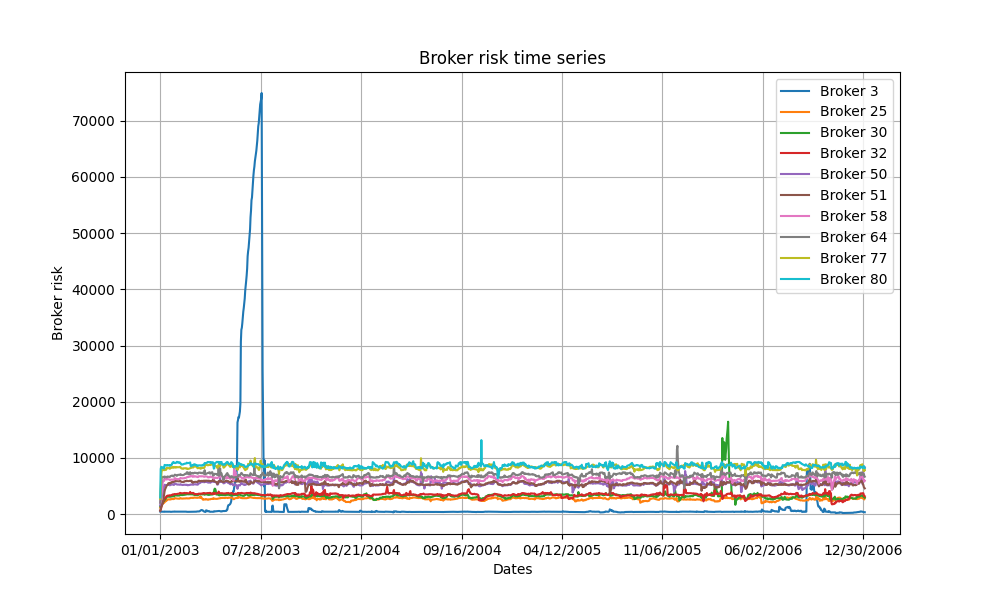 Broker risk time series
Broker risk
70000
60000
50000
40000
30000
20000
10000
0
Broker 3
Broker 25
Broker 30
Broker 32
Broker 50
Broker 51
Broker 58
Broker 64
Broker 77
Broker 80
01/01/2003 07/28/2003 02/21/2004 09/16/2004 04/12/2005 11/06/2005 06/02/2006 12/30/2006
Dates